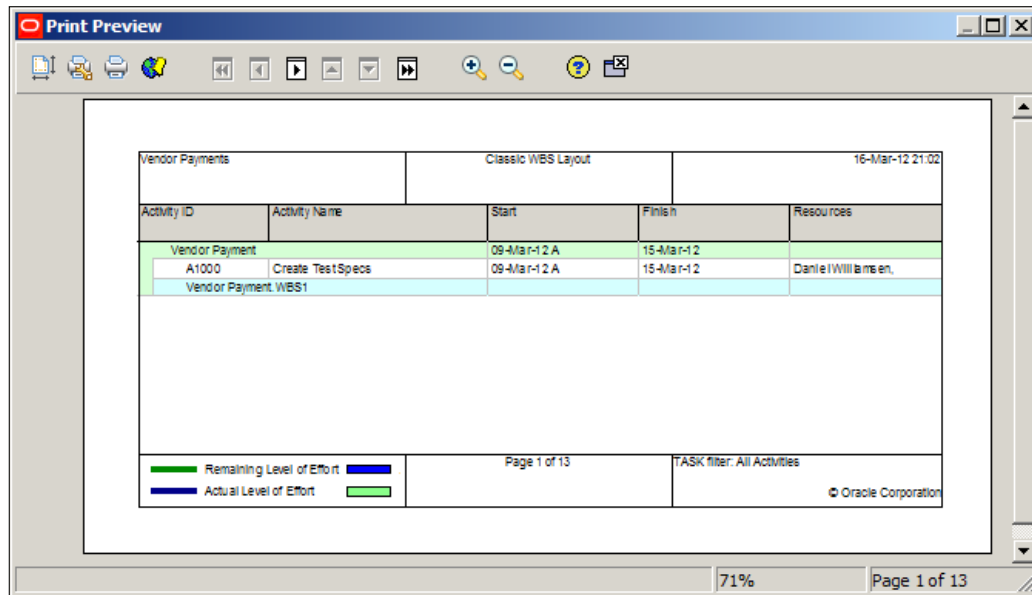 Print Preview
Vendor Payments Classic WBS Layout 16-Mar-12 21:02
Activity ID Activity Name Start Finish Resources
Vendor Payment 09-Mar-12 A 15-Mar-12
A1000 Create Test Specs 09-Mar-12 A 15-Mar-12 Daniel Williamsen,
Vendor Payment.WBS1
Remaining Level of Effort Page 1 of 13 TASK filter: All Activities
Actual Level of Effort © Oracle Corporation
71% Page 1 of 13